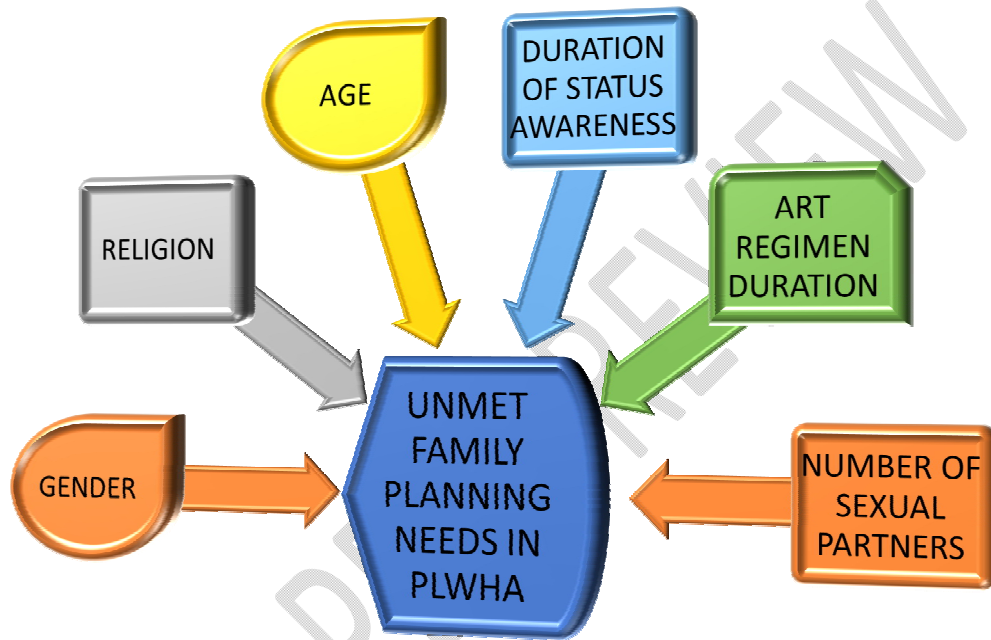 AGE
DURATION
OF STATUS
AWARENESS
RELIGION
ART
REGIMEN
DURATION
GENDER
UNMET
FAMILY
PLANNING
NEEDS IN
PLWHA
NUMBER OF
SEXUAL
PARTNERS